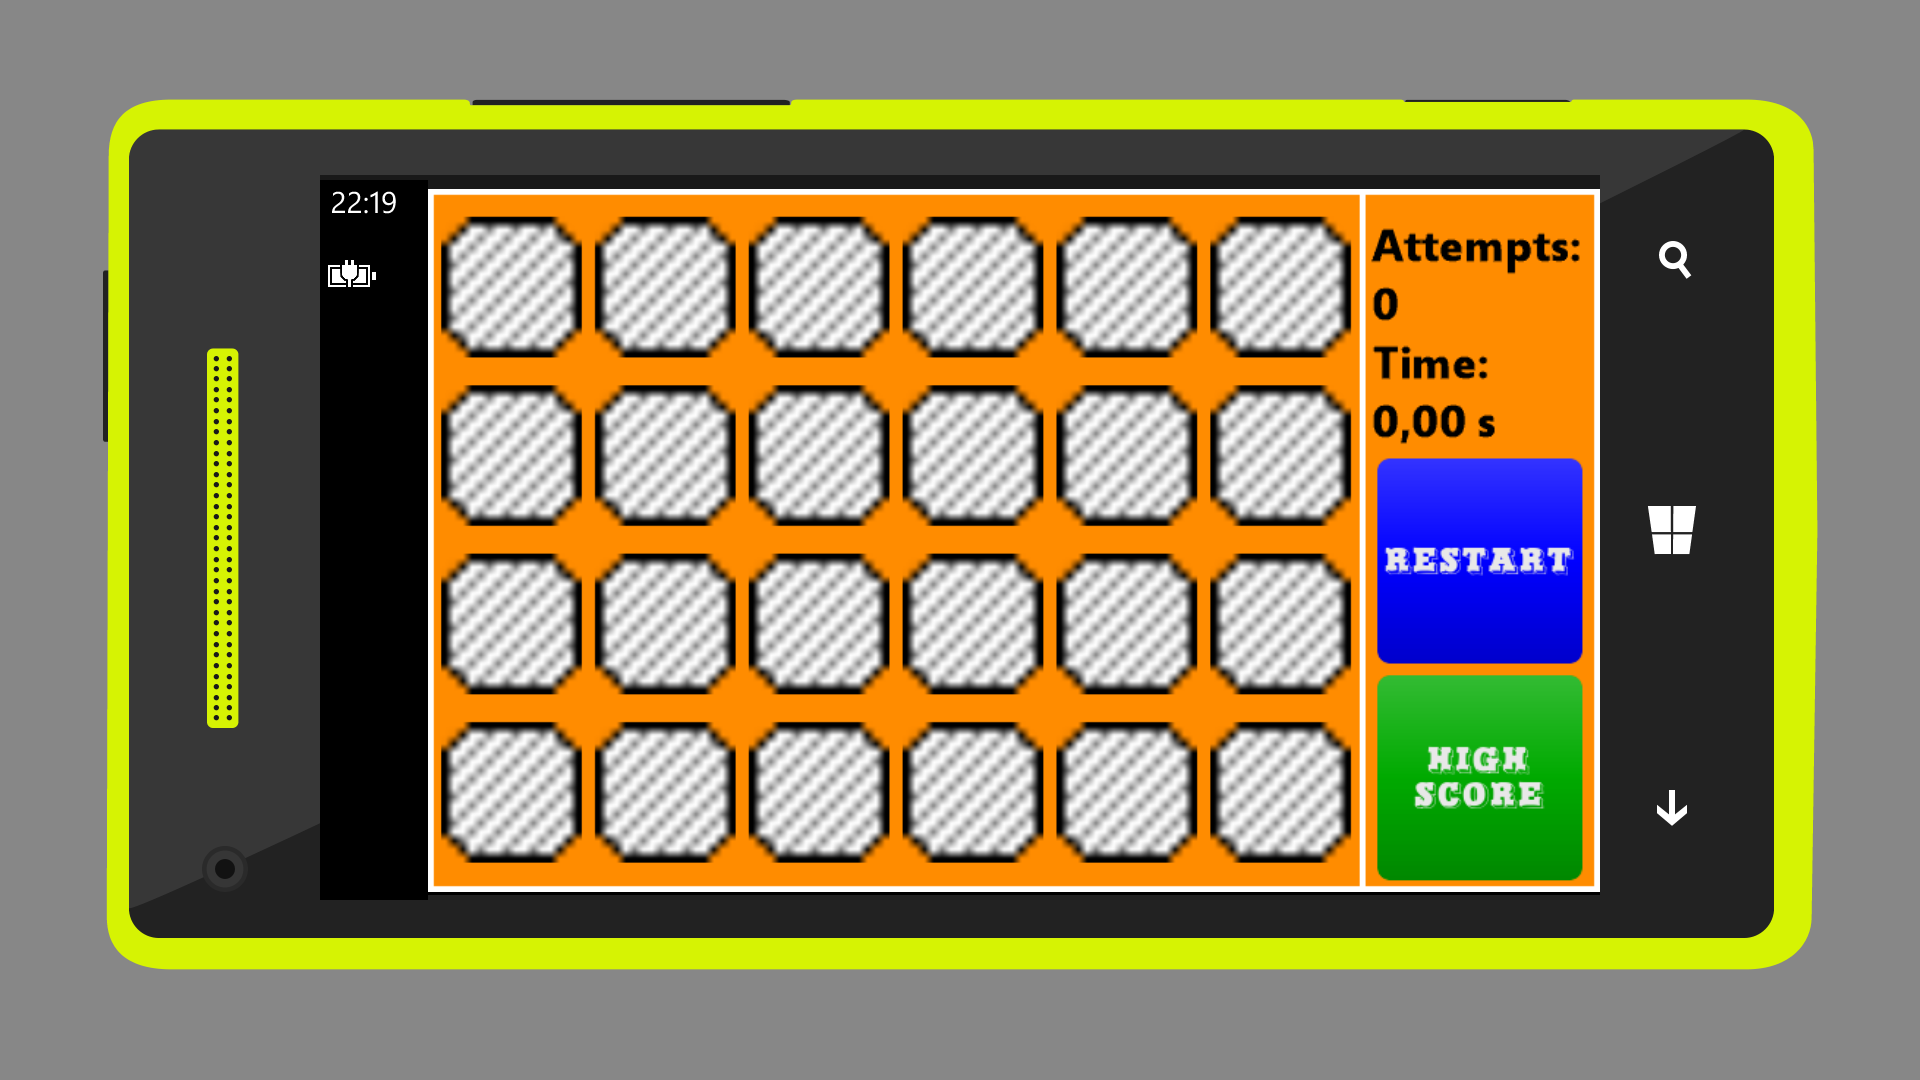 22:19
Attempts:
0
Time:
0,00 s
RESTART
HIGH
SCORE